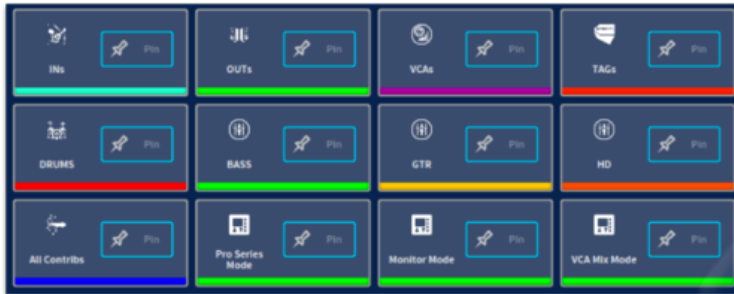 Pin
Pin
Pin
Pin
INs
OUTs
VCAs
TAGs
Pin
Pin
Pin
Pin
DRUMS
BASS
GTR
HD
Pin
Pin
Pin
Pin
All Contribs
Pro Series
Mode
Monitor Mode
VCA Mix Mode